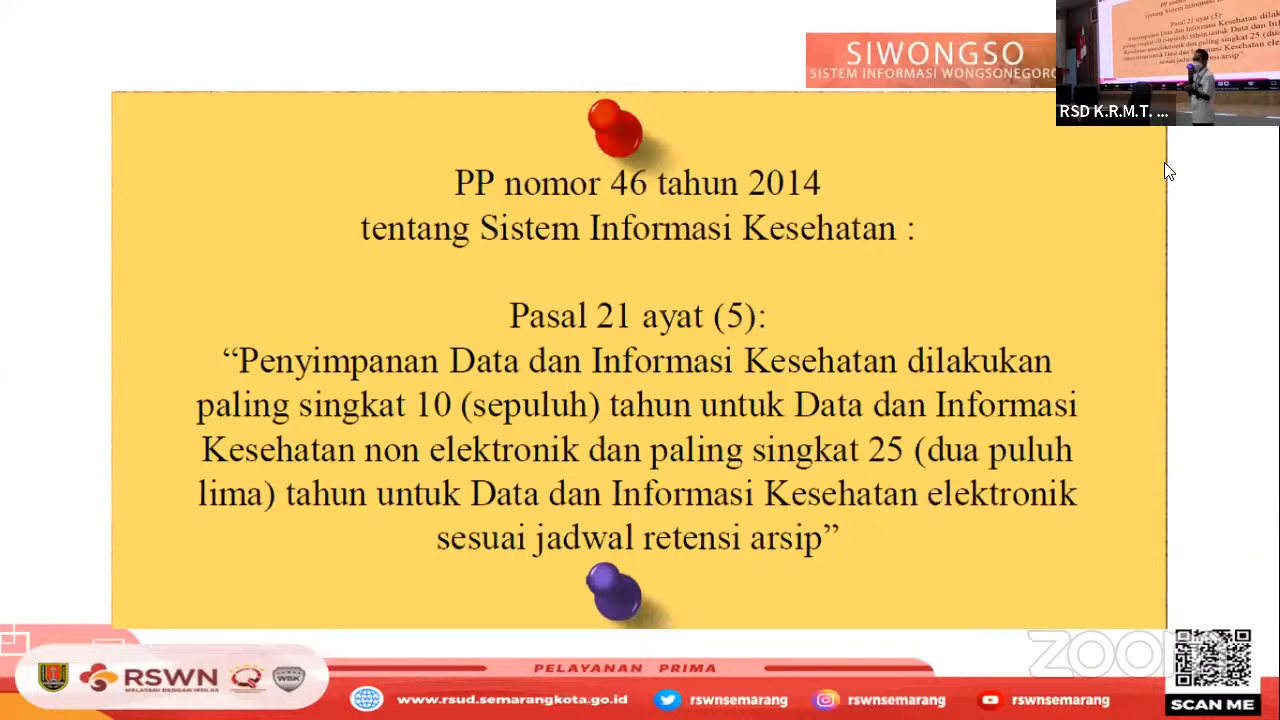 SIWONGSO
SISTEM INFORMASI WONGSONEGORO
RSD K.R.M.T. ...
PP nomor 46 tahun 2014
tentang Sistem Informasi Kesehatan :
Pasal 21 ayat (5):
“Penyimpanan Data dan Informasi Kesehatan dilakukan
paling singkat 10 (sepuluh) tahun untuk Data dan Informasi
Kesehatan non elektronik dan paling singkat 25 (dua puluh
lima) tahun untuk Data dan Informasi Kesehatan elektronik
sesuai jadwal retensi arsip”
zoom
RSWN
WBK
PELAYANAN PRIMA
www.rsud.semarangkota.go.id
rswnsemarang
rswnsemarang
rswnsemarang
SCAN ME